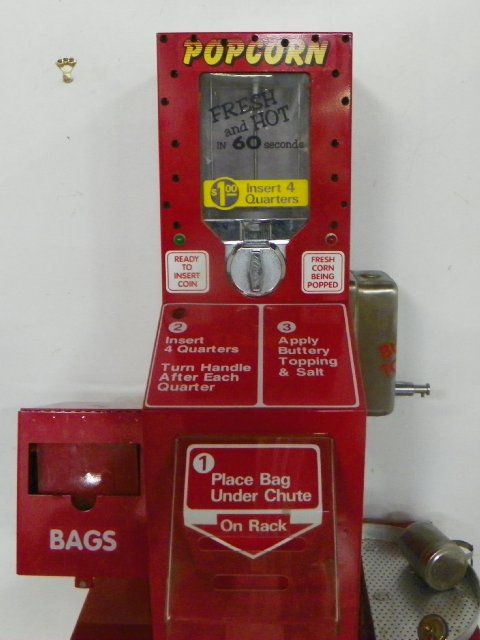 POPCORN
FRESH
and HOT
IN 60 seconds
$1.00 Insert 4
Quarters
READY
TO
INSERT
COIN
FRESH
CORN
BEING
POPPED
2
Insert
4 Quarters
Turn Handle
After Each
Quarter
3
Apply
Buttery
Topping
& Salt
1
Place Bag
Under Chute
On Rack
BAGS